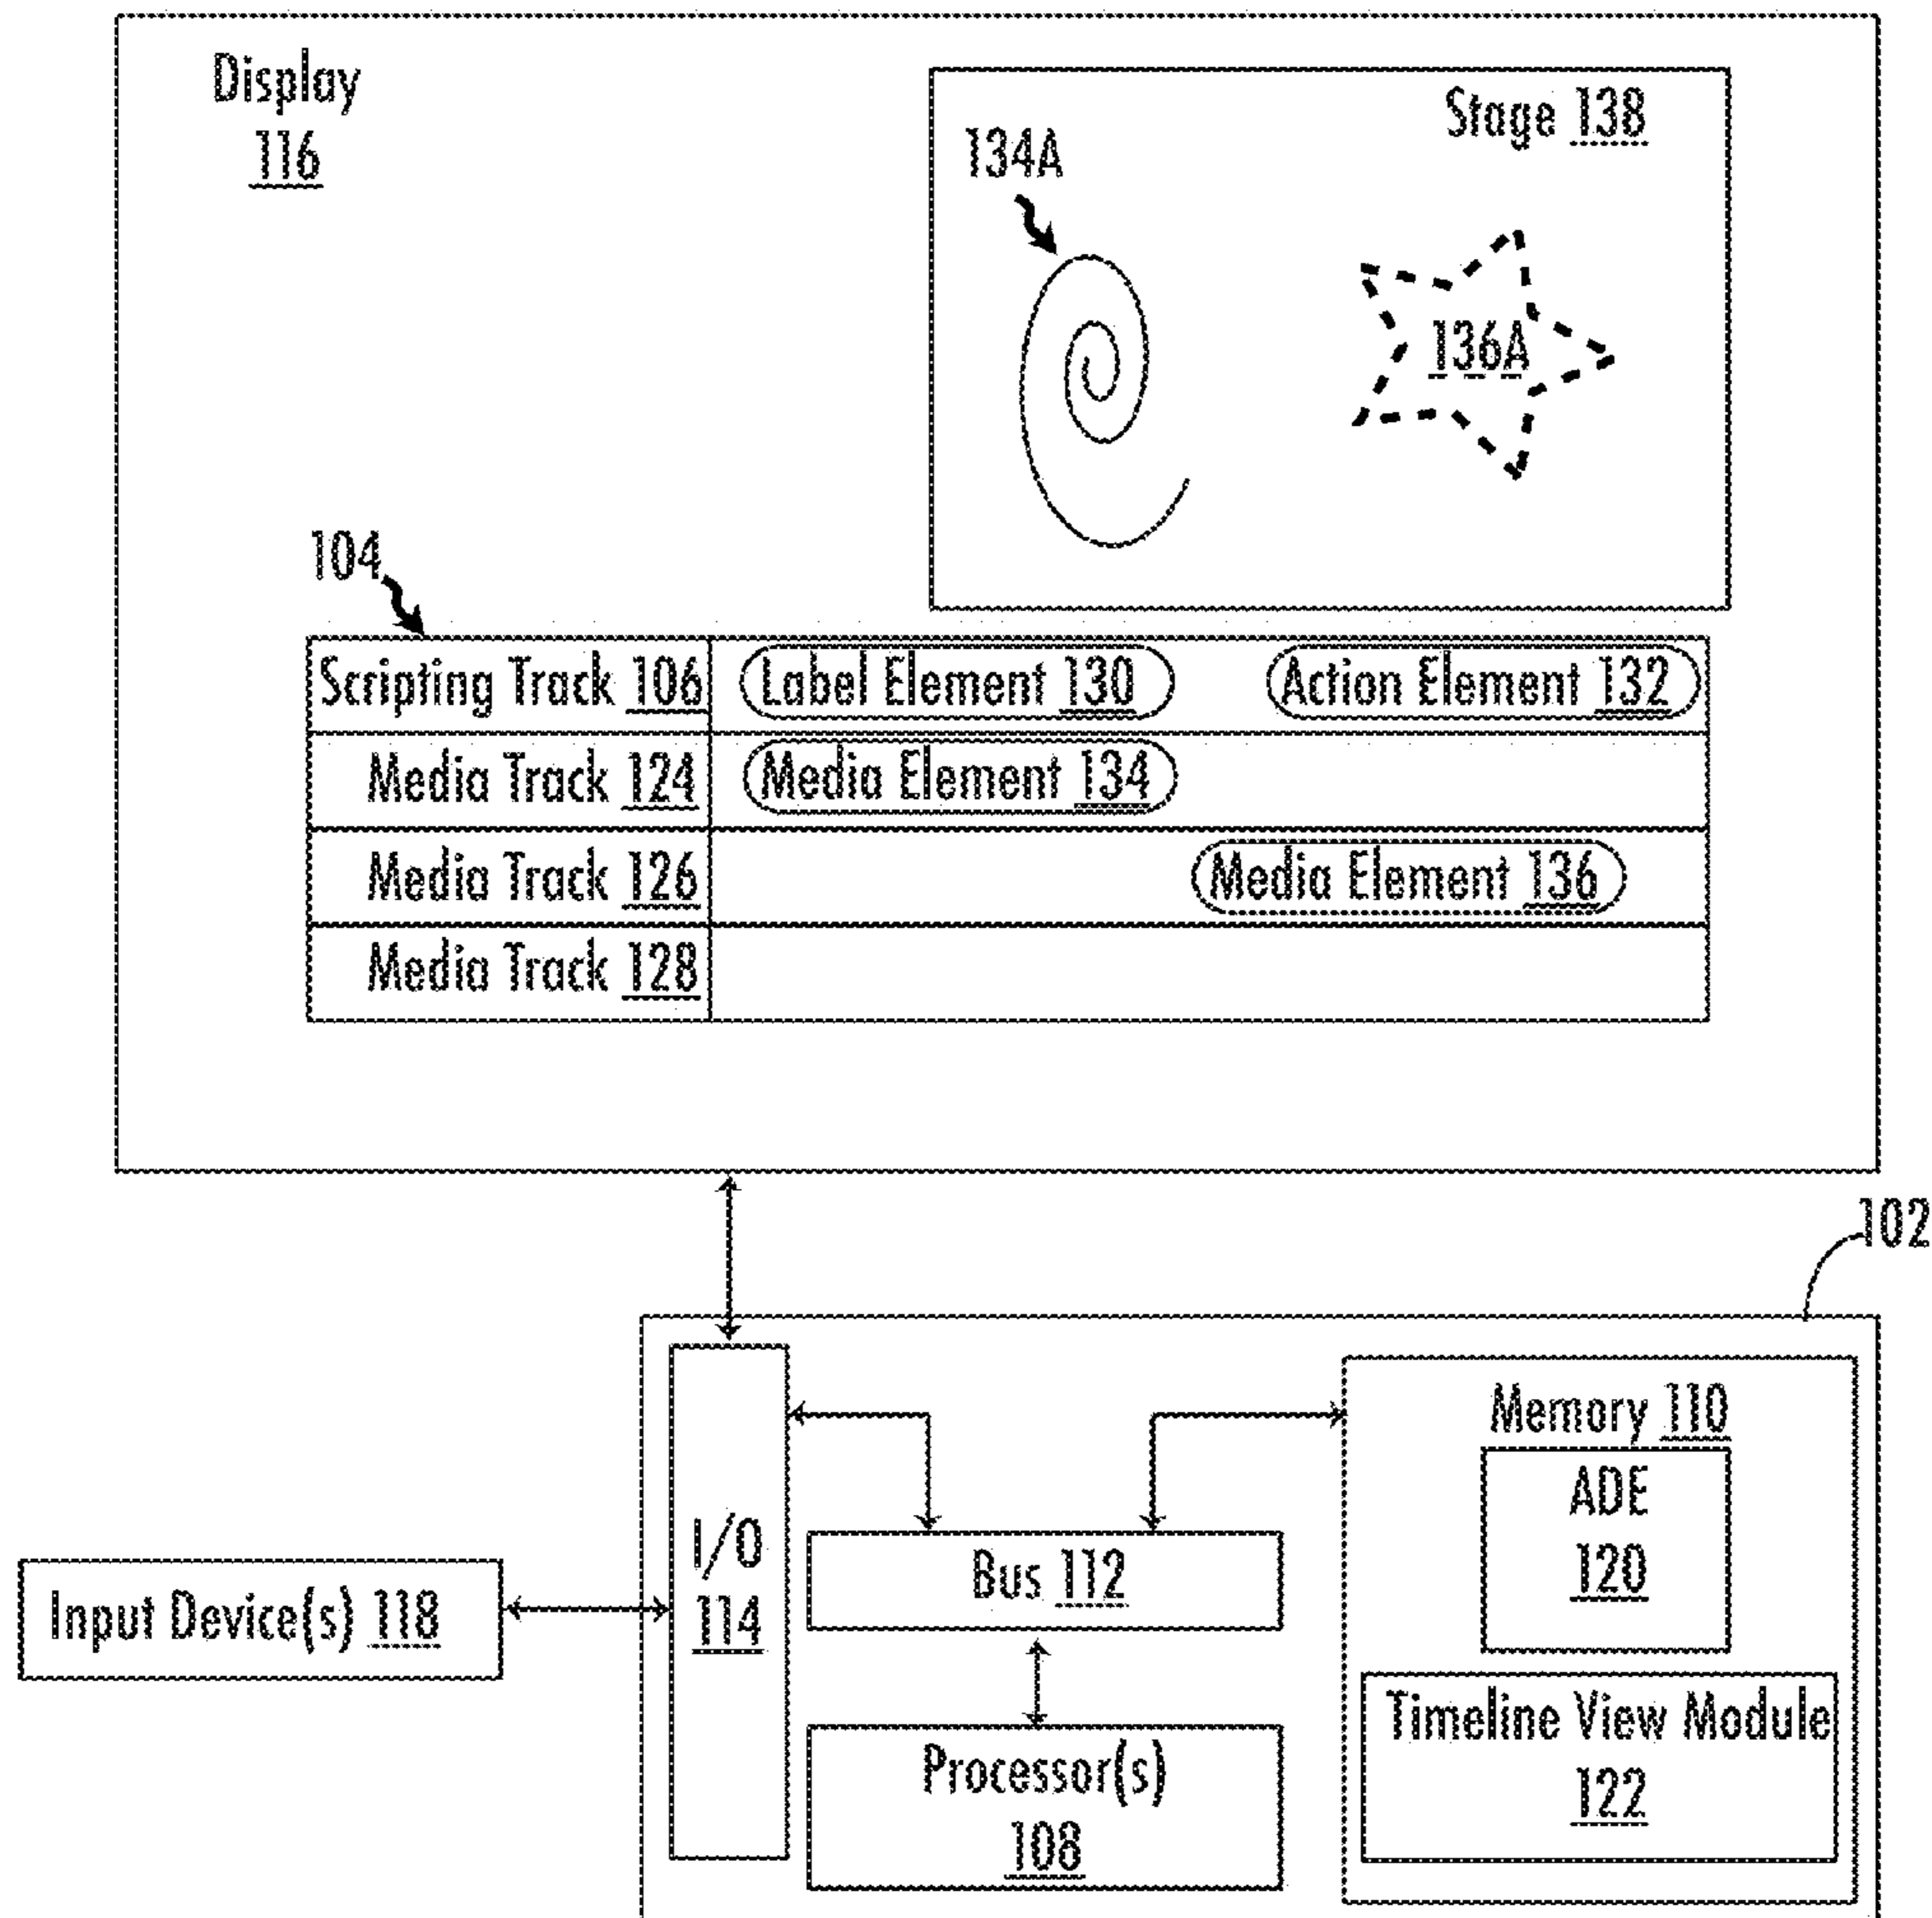 Display
116
Stage 138
134A
136A
104
Scripting Track 106 Label Element 130 Action Element 132
Media Track 124 Media Element 134
Media Track 126 Media Element 136
Media Track 128
102
Memory 110
ADE
120
I/O
114
Bus 112
Input Device(s) 118
Timeline View Module
122
Processor(s)
108